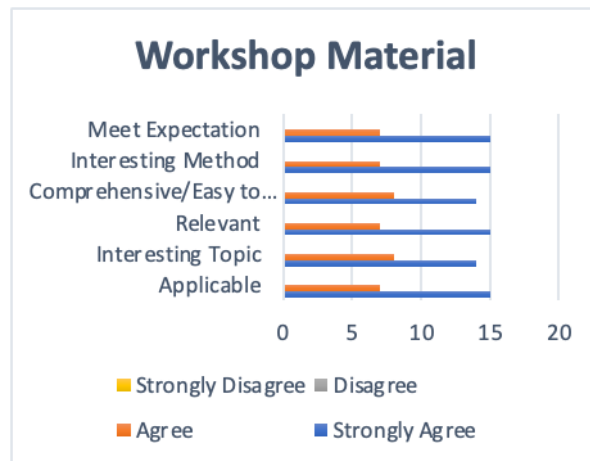 Workshop Material
Meet Expectation
Interesting Method
Comprehensive/Easy to...
Relevant
Interesting Topic
Applicable
0 5 10 15 20
Strongly Disagree Disagree
Agree Strongly Agree